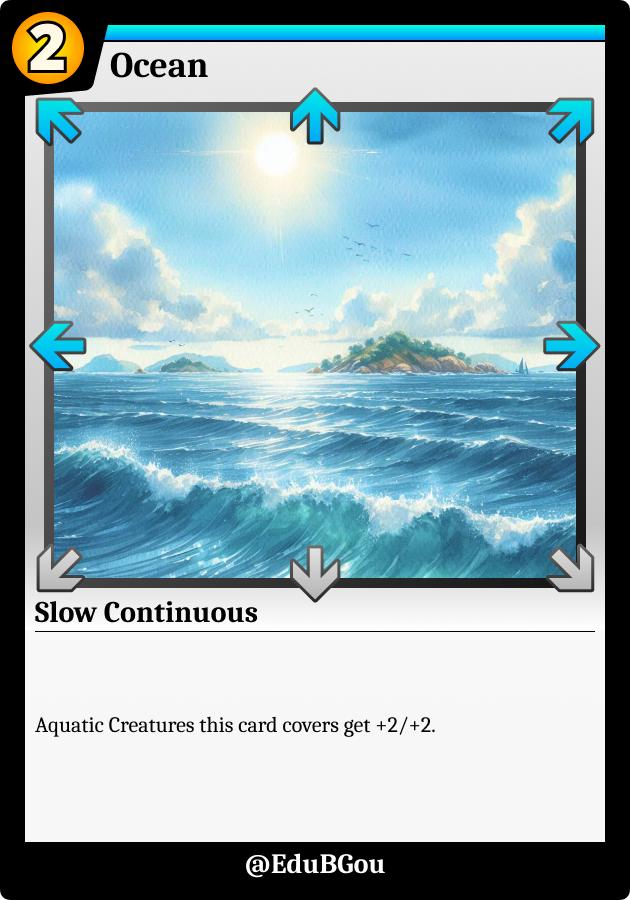 2
Ocean
Slow Continuous
Aquatic Creatures this card covers get +2/+2.
@EduBGou